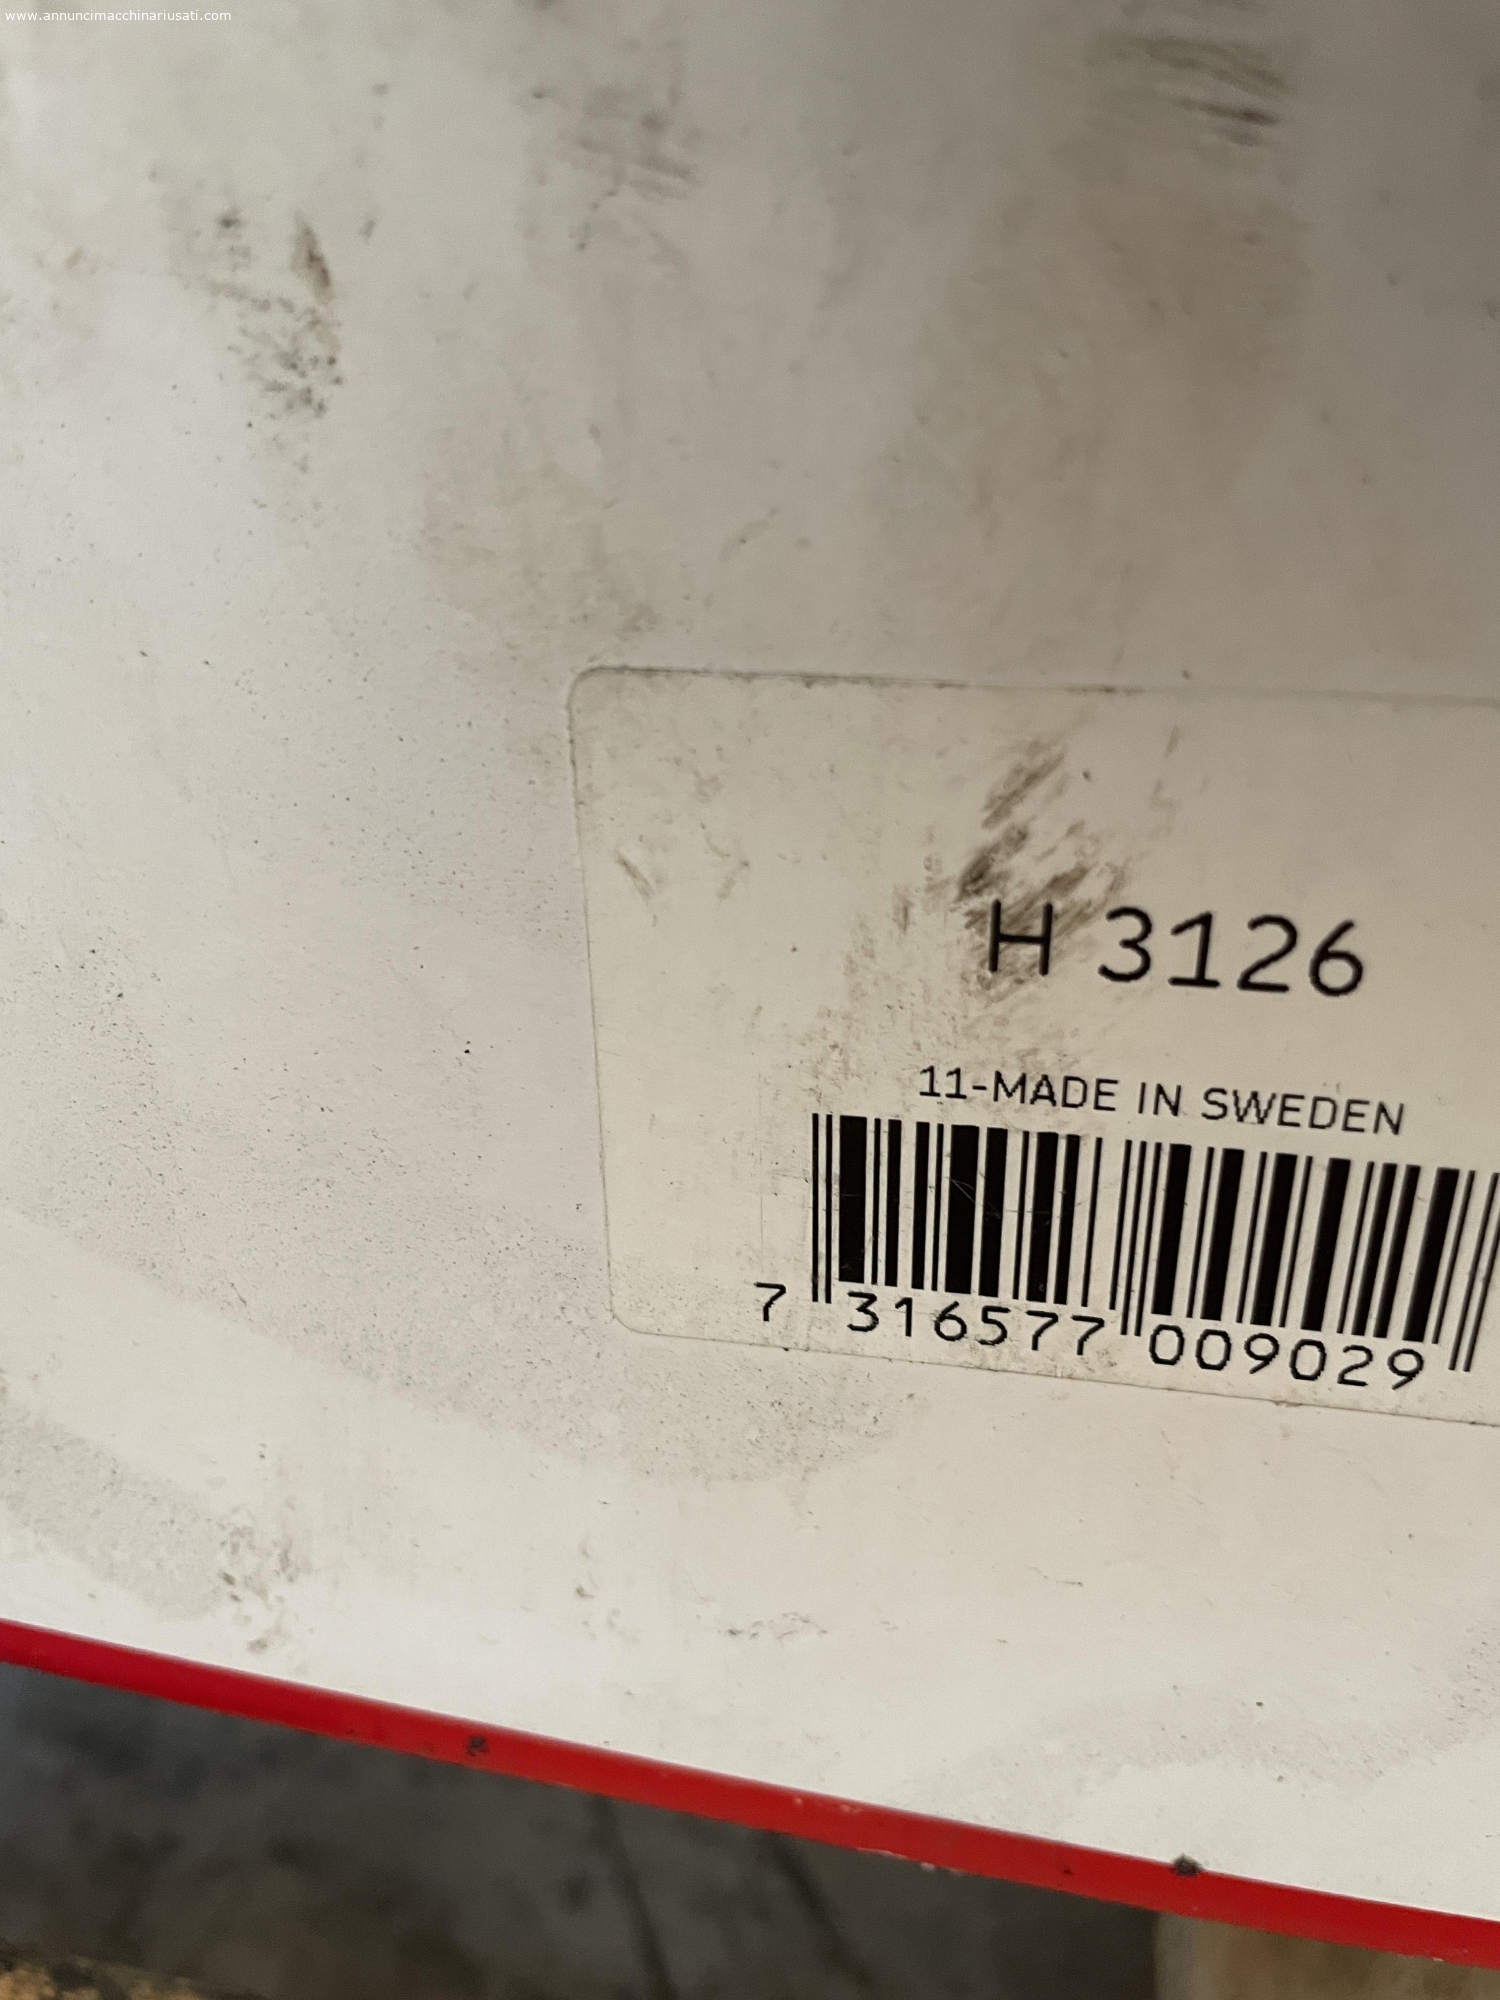 www.annuncimacchinariusati.com
H 3126
11-MADE IN SWEDEN
7 316577 009029